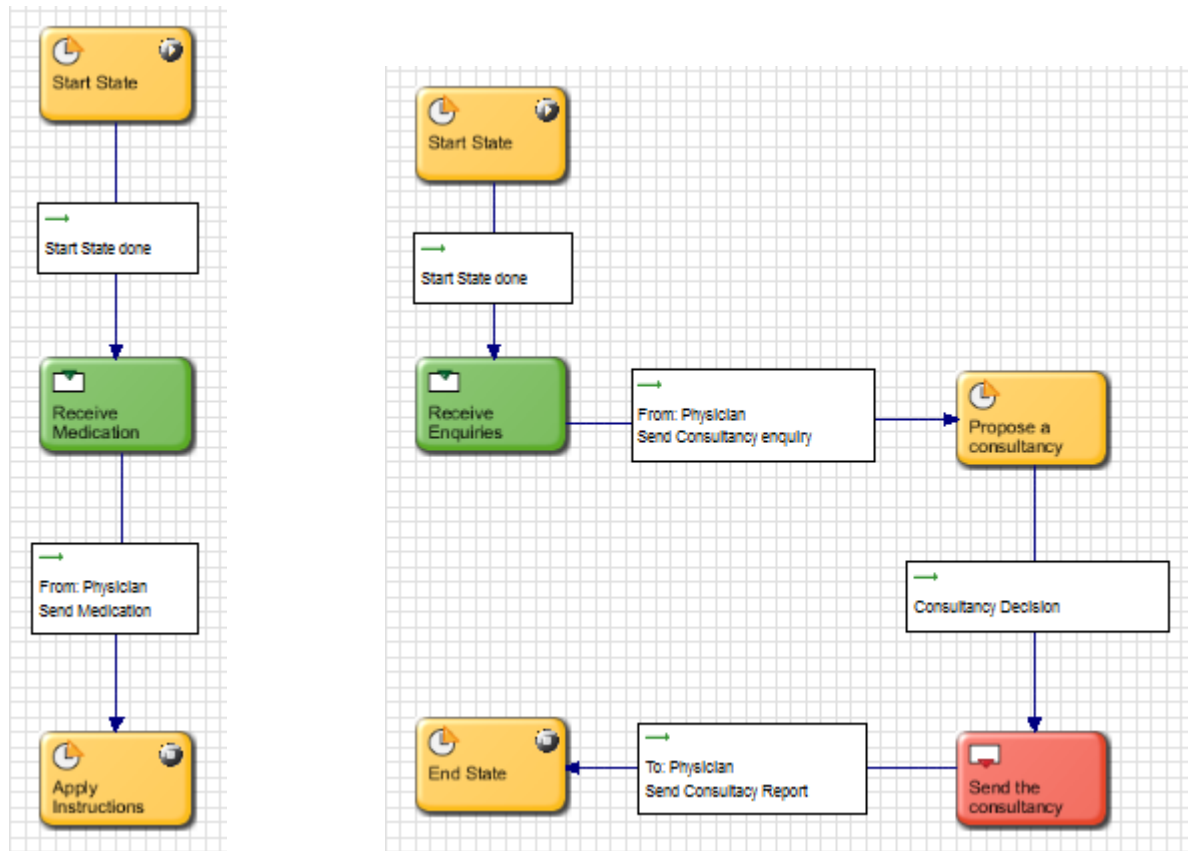 Start State
Start State done
Receive
Medication
From: Physician
Send Medication
Apply
Instructions
Start State
Start State done
Receive
Enquiries
From: Physician
Send Consultancy enquiry
Propose a
consultancy
Consultancy Decision
Send the
consultancy
To: Physician
Send Consultacy Report
End State